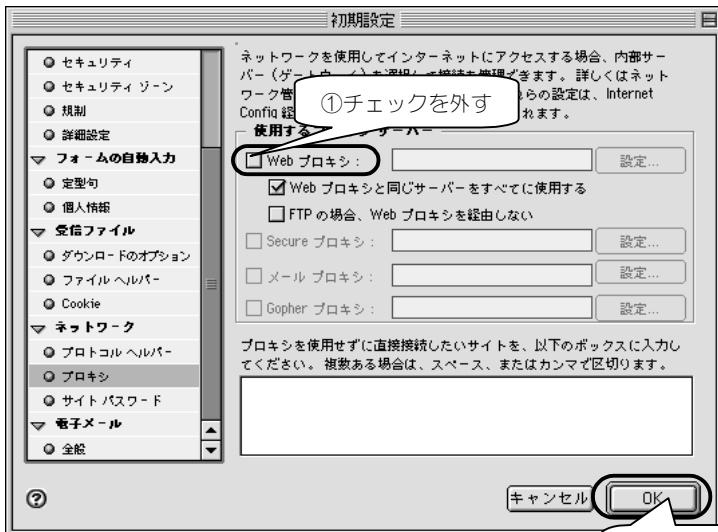 初期設定
セキュリティ
セキュリティ ゾーン
規制
詳細設定
フォームの自動入力
定型句
個人情報
受信ファイル
ダウンロードのオプション
ファイル ヘルパー
Cookie
ネットワーク
プロトコル ヘルパー
プロキシ
サイト パスワード
電子メール
全般
ネットワークを使用してインターネットにアクセスする場合、内部サー
バー（ゲートウェイ）を選択して接続を管理できます。詳しくはネット
ワーク管 らの設定は、Internet
Config 経 れます。
①チェックを外す
使用する サーバー
Web プロキシ： 設定...
Web プロキシと同じサーバーをすべてに使用する
FTP の場合、Web プロキシを経由しない
Secure プロキシ： 設定...
メール プロキシ： 設定...
Gopher プロキシ： 設定...
プロキシを使用せずに直接接続したいサイトを、以下のボックスに入力し
てください。複数ある場合は、スペース、またはカンマで区切ります。
?
キャンセル OK